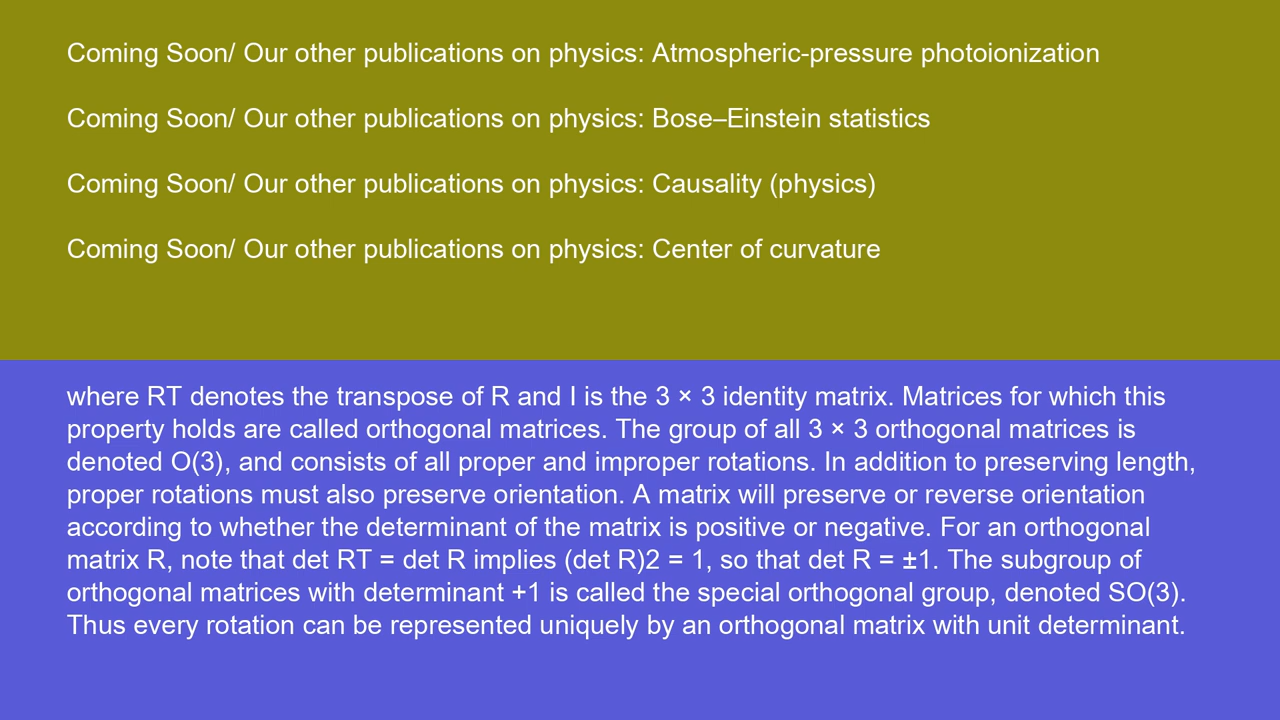 Coming Soon/ Our other publications on physics: Atmospheric-pressure photoionization
Coming Soon/ Our other publications on physics: Bose–Einstein statistics
Coming Soon/ Our other publications on physics: Causality (physics)
Coming Soon/ Our other publications on physics: Center of curvature
where RT denotes the transpose of R and I is the 3 × 3 identity matrix. Matrices for which this
property holds are called orthogonal matrices. The group of all 3 × 3 orthogonal matrices is
denoted O(3), and consists of all proper and improper rotations. In addition to preserving length,
proper rotations must also preserve orientation. A matrix will preserve or reverse orientation
according to whether the determinant of the matrix is positive or negative. For an orthogonal
matrix R, note that det RT = det R implies (det R)2 = 1, so that det R = ±1. The subgroup of
orthogonal matrices with determinant +1 is called the special orthogonal group, denoted SO(3).
Thus every rotation can be represented uniquely by an orthogonal matrix with unit determinant.